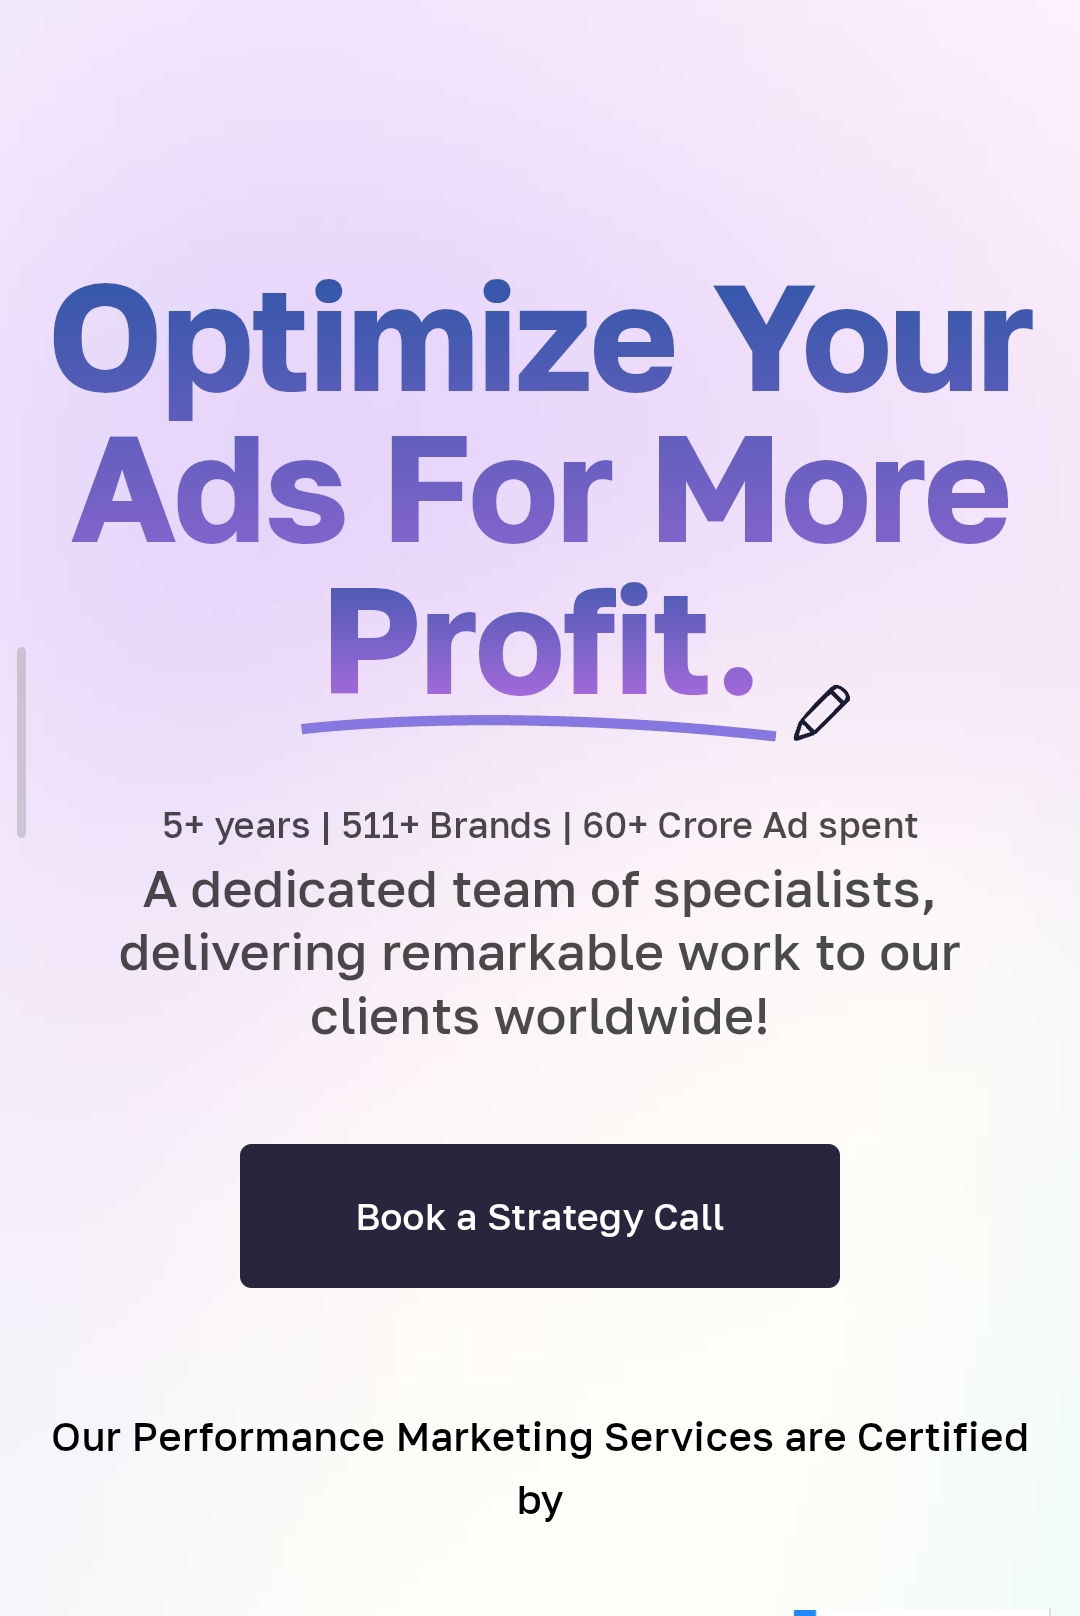 Optimize Your
Ads For More
Profit.
5+ years | 511+ Brands | 60+ Crore Ad spent
A dedicated team of specialists,
delivering remarkable work to our
clients worldwide!
Book a Strategy Call
Our Performance Marketing Services are Certified
by